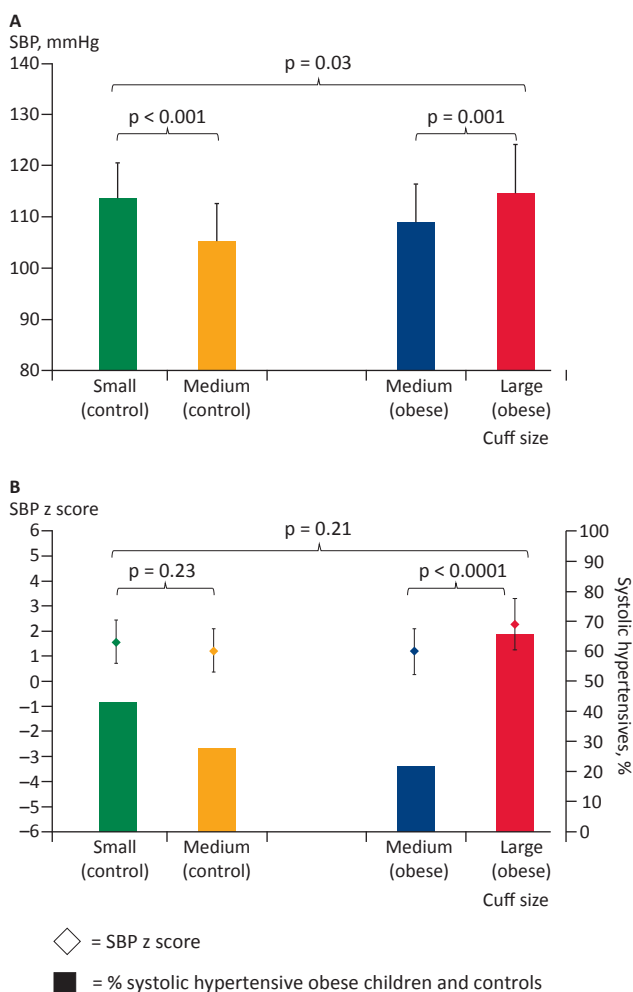 A
SBP, mmHg
140
130
120
110
100
90
80
p = 0.03
p < 0.001
p = 0.001
Small
(control)
Medium
(control)
Medium
(obese)
Large
(obese)
Cuff size
B
SBP z score
6
5
4
3
2
1
0
–1
–2
–3
–4
–5
–6
p = 0.21
p = 0.23
p < 0.0001
100
90
80
70
60
50
40
30
20
10
0
Systolic hypertensives, %
Small
(control)
Medium
(control)
Medium
(obese)
Large
(obese)
Cuff size
= SBP z score
= % systolic hypertensive obese children and controls